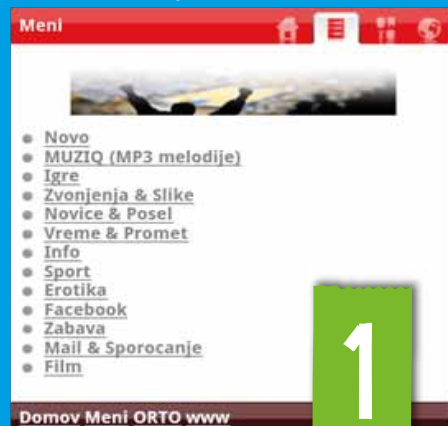 Meni
Novo
MUZIQ (MP3 melodije)
Igre
Zvonjenja & Slike
Novice & Posel
Vreme & Promet
Info
Sport
Erotika
Facebook
Zabava
Mail & Sporocanje
Film
1
Domov Meni ORTO www